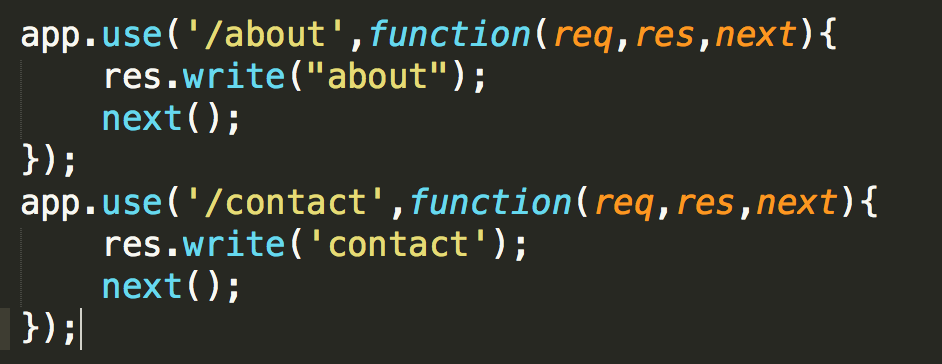 app.use('/about',function(req,res,next){
    res.write("about");
    next();
});
app.use('/contact',function(req,res,next){
    res.write('contact');
    next();
});